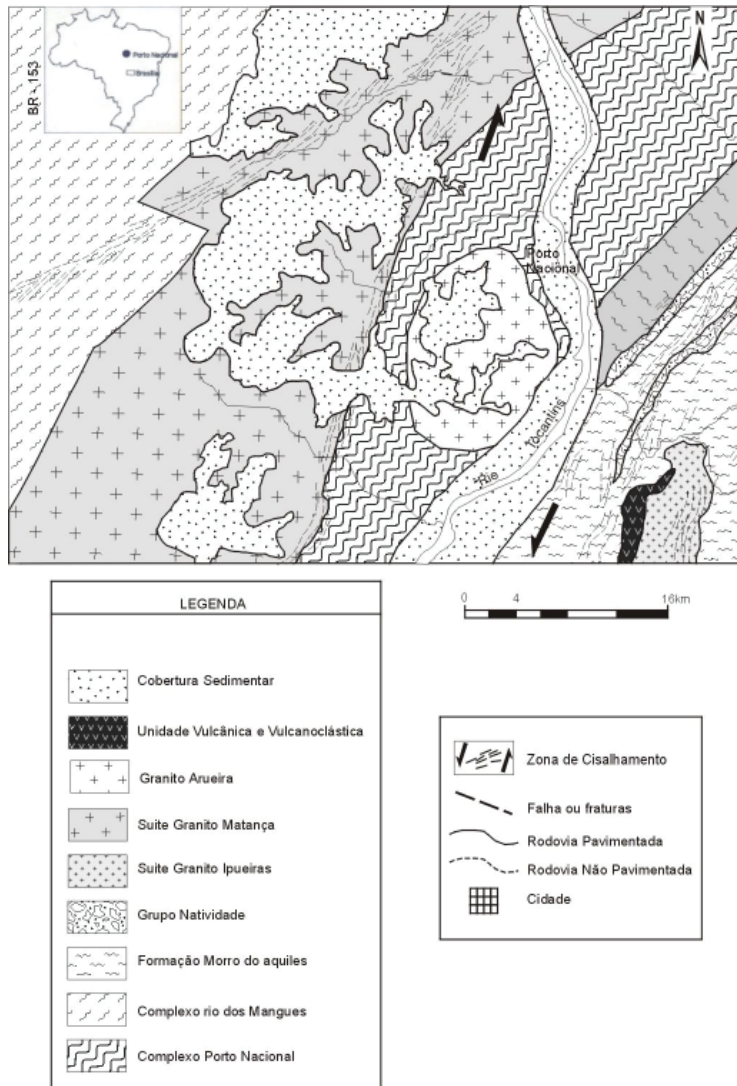 BR - 153
Porto Nacional
Brasília
N
Porto
Nacional
Rio Tocantins
LEGENDA
Cobertura Sedimentar
Unidade Vulcânica e Vulcanoclástica
Granito Arueira
Suite Granito Matança
Suite Granito Ipueiras
Grupo Natividade
Formação Morro do aquiles
Complexo rio dos Mangues
Complexo Porto Nacional
0 4 16km
Zona de Cisalhamento
Falha ou fraturas
Rodovia Pavimentada
Rodovia Não Pavimentada
Cidade